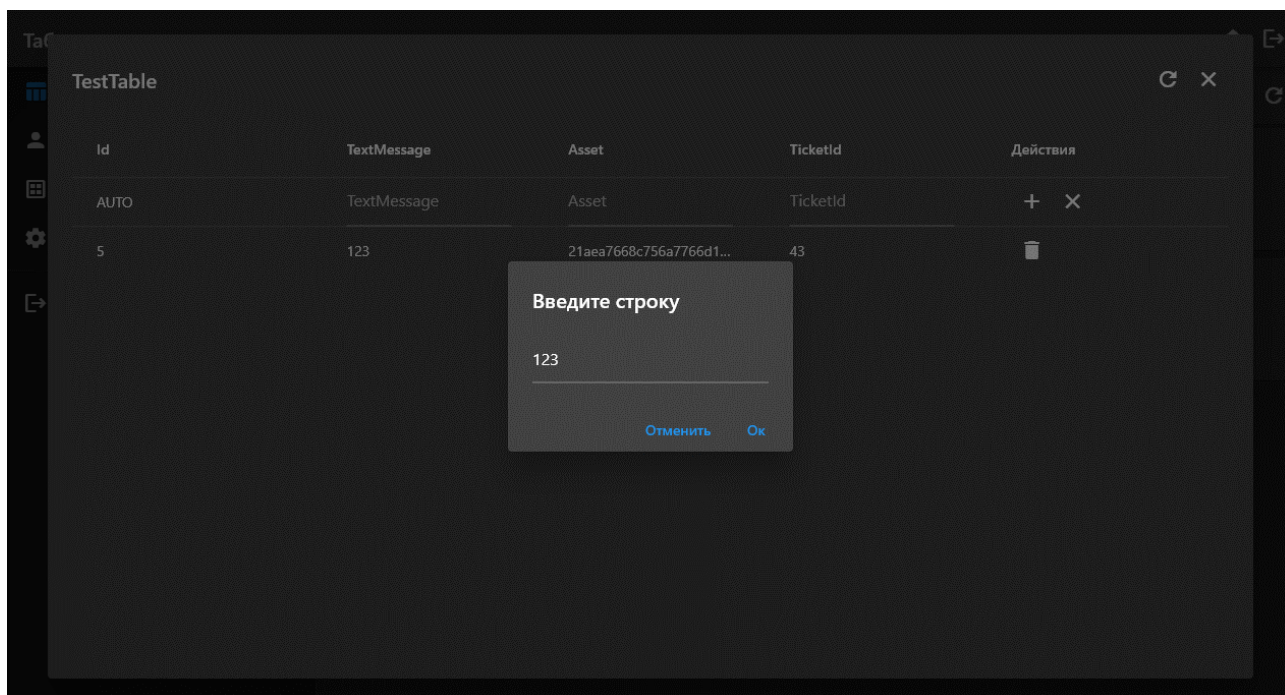 Таб
TestTable
Id TextMessage Asset TicketId Действия
AUTO TextMessage Asset TicketId
5 123 21aea7668c756a7766d1... 43
Введите строку
123
Отменить Ок